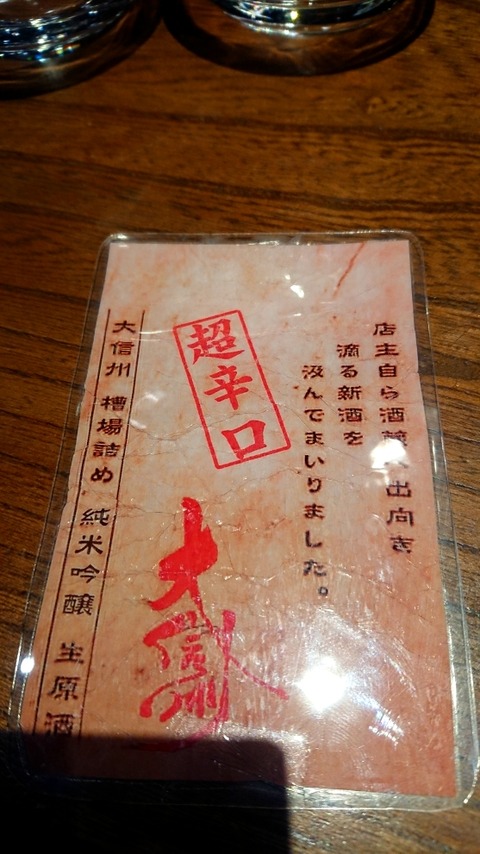 店主自ら酒蔵へ出向き
滴る新酒を
汲んでまいりました。
超辛口
大信州
大信州 槽場詰め 純米吟醸 生原酒